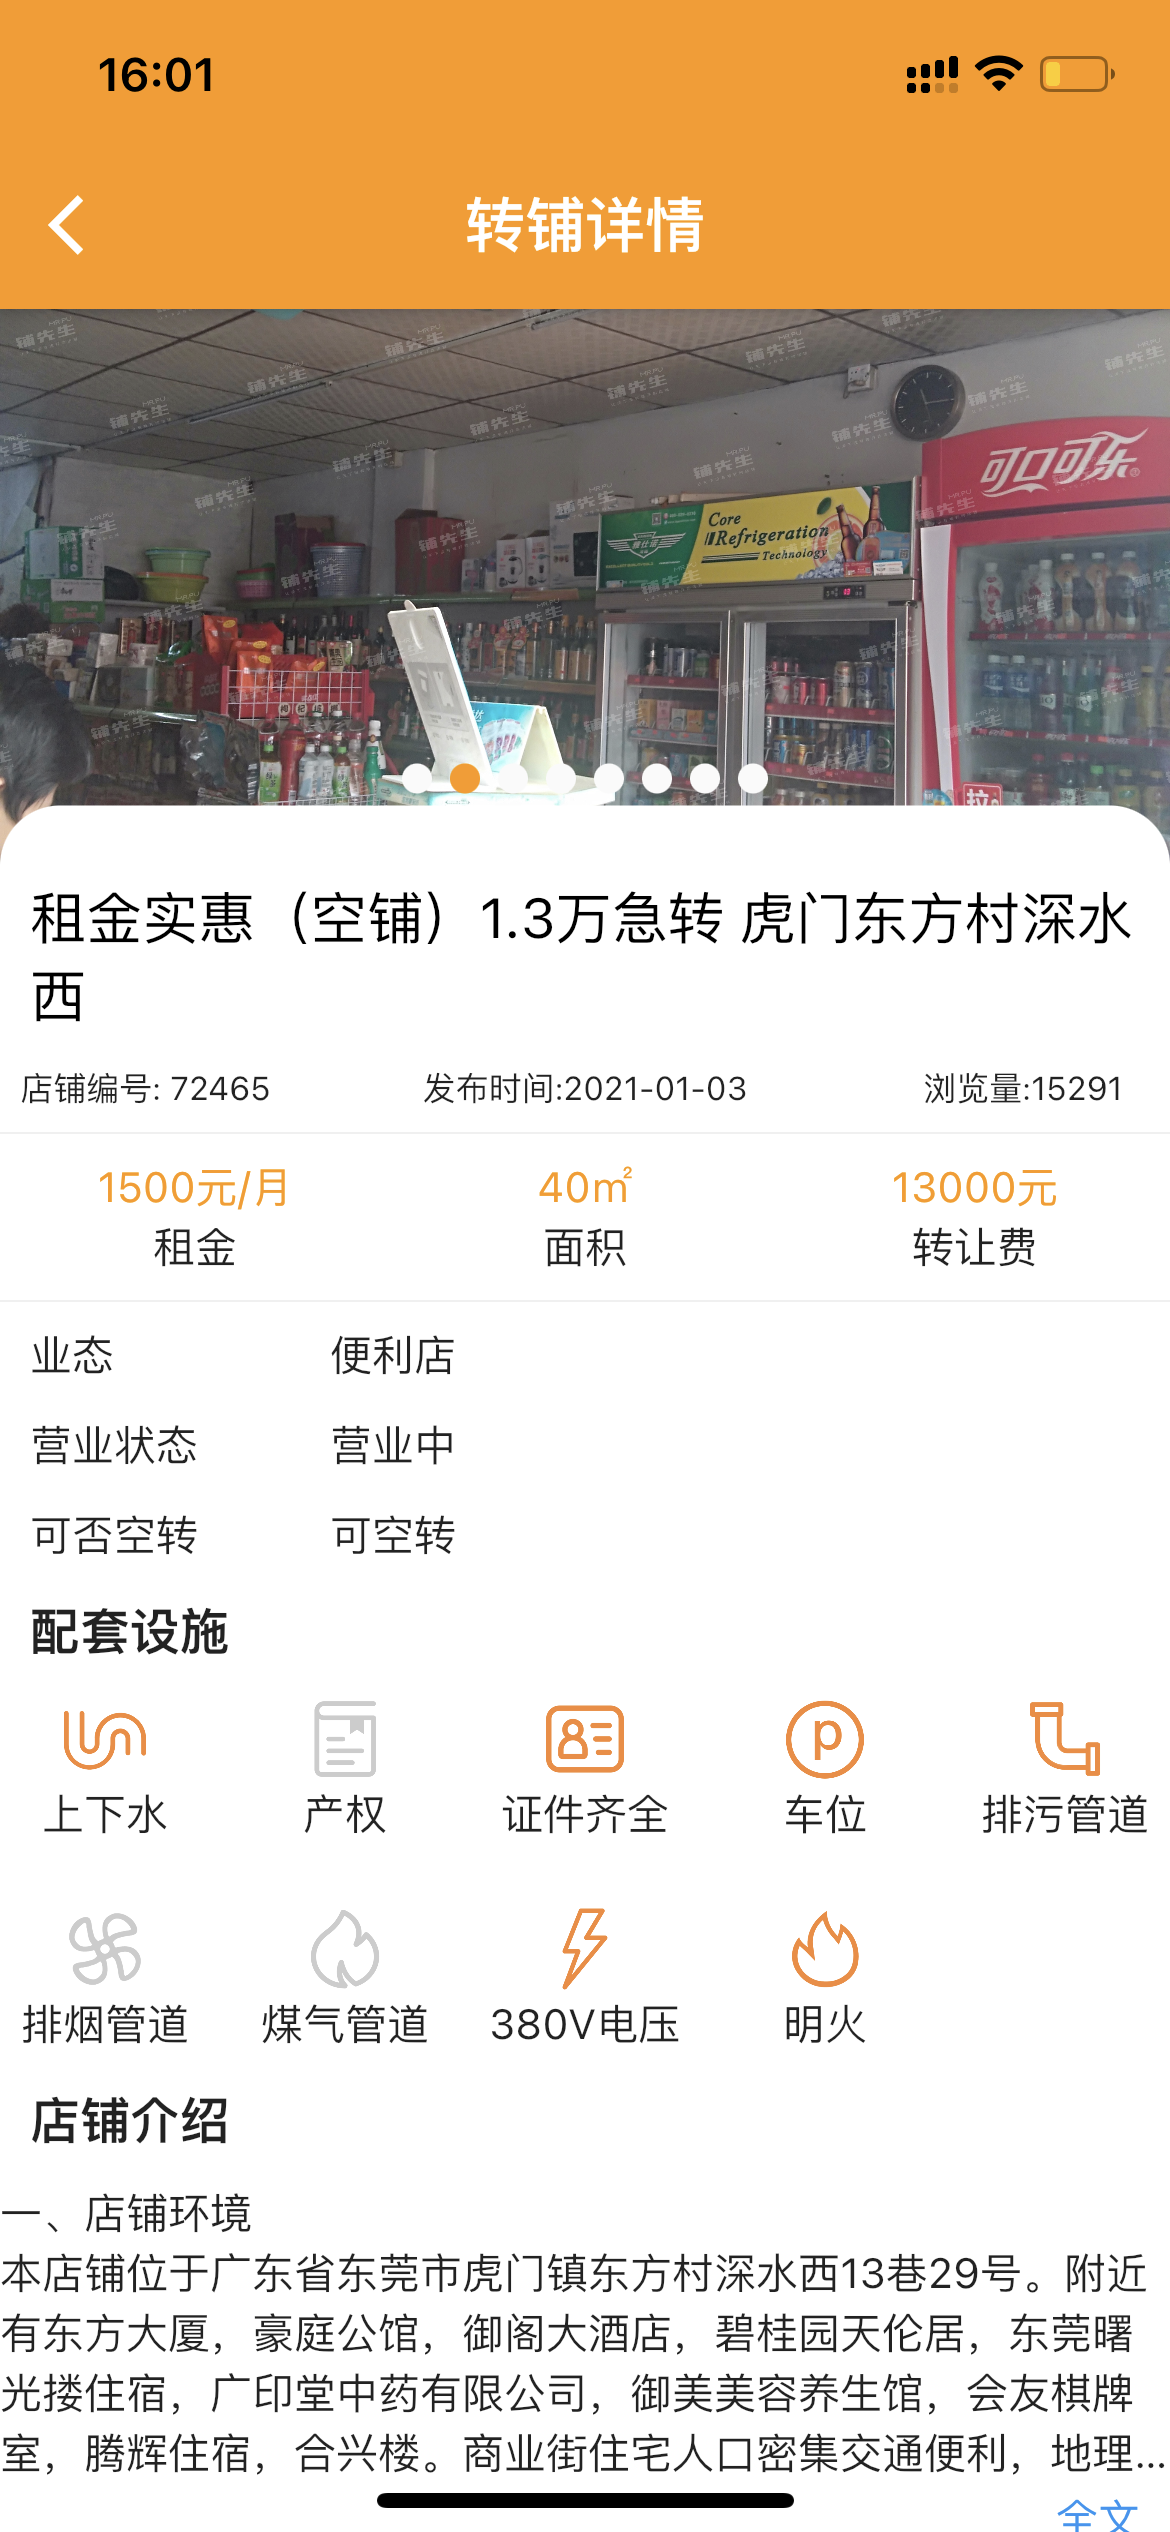 16:01
转铺详情
铺先生
MR.PU
可口可乐
Core
Refrigeration
Technology
雅仕诺
拉
租金实惠（空铺）1.3万急转 虎门东方村深水
西
店铺编号: 72465
发布时间:2021-01-03
浏览量:15291
1500元/月
40㎡
13000元
租金
面积
转让费
业态
便利店
营业状态
营业中
可否空转
可空转
配套设施
上下水
产权
证件齐全
车位
排污管道
排烟管道
煤气管道
380V电压
明火
店铺介绍
一、店铺环境
本店铺位于广东省东莞市虎门镇东方村深水西13巷29号。附近
有东方大厦，豪庭公馆，御阁大酒店，碧桂园天伦居，东莞曙
光搂住宿，广印堂中药有限公司，御美美容养生馆，会友棋牌
室，腾辉住宿，合兴楼。商业街住宅人口密集交通便利，地理...
全文